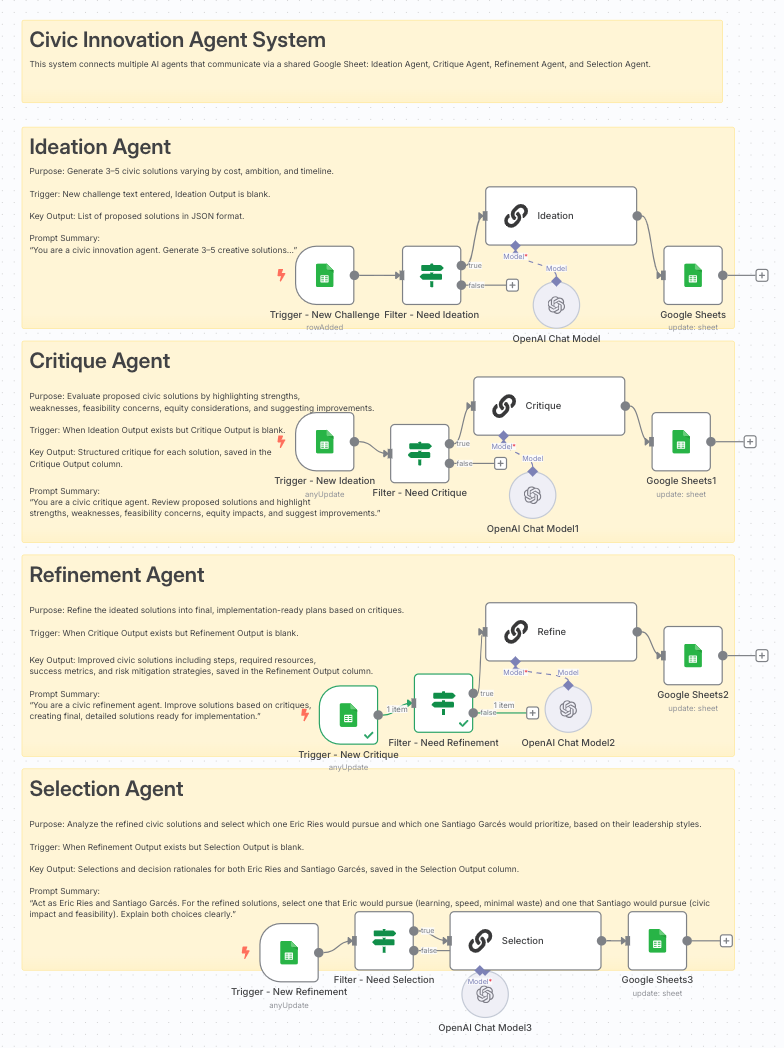 Civic Innovation Agent System
This system connects multiple AI agents that communicate via a shared Google Sheet: Ideation Agent, Critique Agent, Refinement Agent, and Selection Agent.
Ideation Agent
Purpose: Generate 3–5 civic solutions varying by cost, ambition, and timeline.
Trigger: New challenge text entered, Ideation Output is blank.
Key Output: List of proposed solutions in JSON format.
Prompt Summary:
“You are a civic innovation agent. Generate 3–5 creative solutions...”
Ideation
true
false
Model*
Model
Trigger - New Challenge
rowAdded
Filter - Need Ideation
OpenAI Chat Model
Google Sheets
update: sheet
Critique Agent
Purpose: Evaluate proposed civic solutions by highlighting strengths,
weaknesses, feasibility concerns, equity considerations, and suggesting improvements.
Trigger: When Ideation Output exists but Critique Output is blank.
Key Output: Structured critique for each solution, saved in the
Critique Output column.
Prompt Summary:
“You are a civic critique agent. Review proposed solutions and highlight
strengths, weaknesses, feasibility concerns, equity impacts, and suggest improvements.”
Critique
true
false
Model*
Model
Trigger - New Ideation
anyUpdate
Filter - Need Critique
OpenAI Chat Model1
Google Sheets1
update: sheet
Refinement Agent
Purpose: Refine the ideated solutions into final, implementation-ready plans based on critiques.
Trigger: When Critique Output exists but Refinement Output is blank.
Key Output: Improved civic solutions including steps, required resources,
success metrics, and risk mitigation strategies, saved in the Refinement Output column.
Prompt Summary:
“You are a civic refinement agent. Improve solutions based on critiques,
creating final, detailed solutions ready for implementation.”
Refine
Model*
Model
true
false
1 item
1 item
Trigger - New Critique
anyUpdate
Filter - Need Refinement
OpenAI Chat Model2
Google Sheets2
update: sheet
Selection Agent
Purpose: Analyze the refined civic solutions and select which one Eric Ries would pursue and which one Santiago Garcés would prioritize, based on their leadership styles.
Trigger: When Refinement Output exists but Selection Output is blank.
Key Output: Selections and decision rationales for both Eric Ries and Santiago Garcés, saved in the Selection Output column.
Prompt Summary:
“Act as Eric Ries and Santiago Garcés. For the refined solutions, select one that Eric would pursue (learning, speed, minimal waste) and one that Santiago would pursue (civic
impact and feasibility). Explain both choices clearly.”
true
false
Selection
Model*
Trigger - New Refinement
anyUpdate
Filter - Need Selection
OpenAI Chat Model3
Google Sheets3
update: sheet